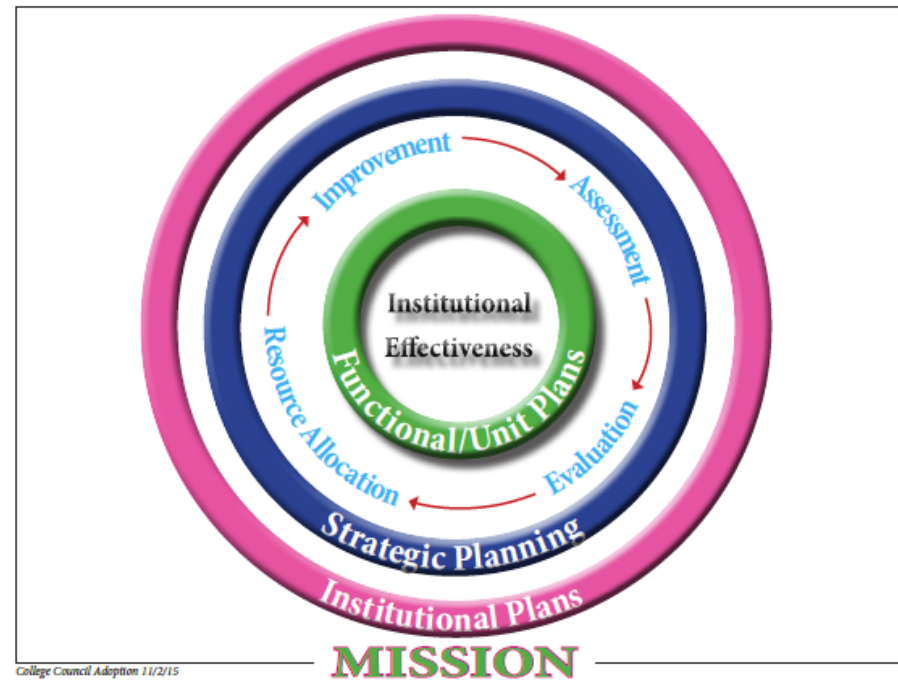 Improvement
Assessment
Institutional
Effectiveness
Resource Allocation
Functional/Unit Plans
Evaluation
Strategic Planning
Institutional Plans
MISSION
College Council Adoption 11/2/15